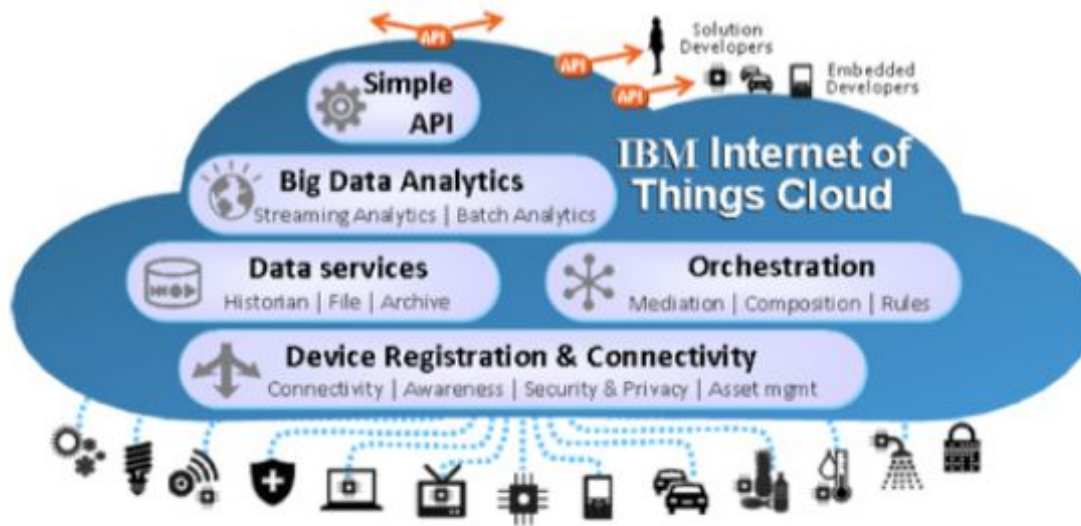 API
Solution
Developers
API
API
Embedded
Developers
Simple
API
IBM Internet of
Things Cloud
Big Data Analytics
Streaming Analytics | Batch Analytics
Data services
Historian | File | Archive
Orchestration
Mediation | Composition | Rules
Device Registration & Connectivity
Connectivity | Awareness | Security & Privacy | Asset mgmt